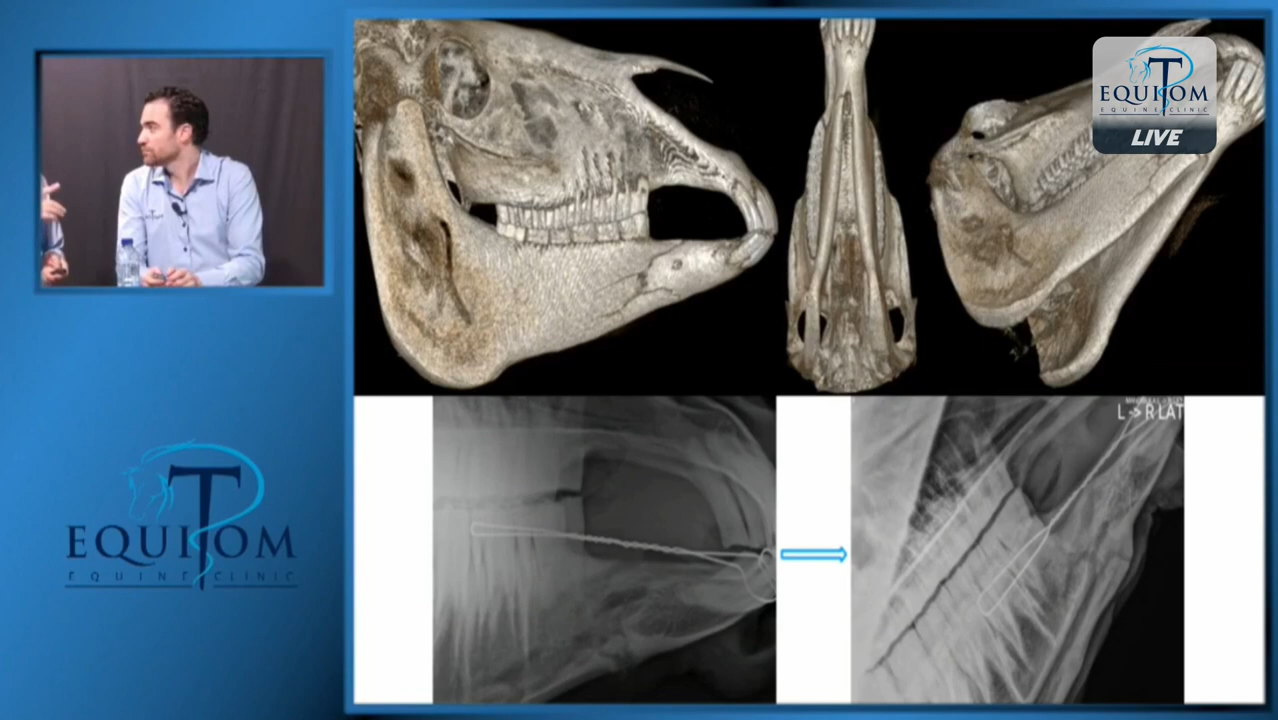 EQUITOM
EQUINE CLINIC
LIVE
L -> R LAT
EQUITOM
EQUINE CLINIC